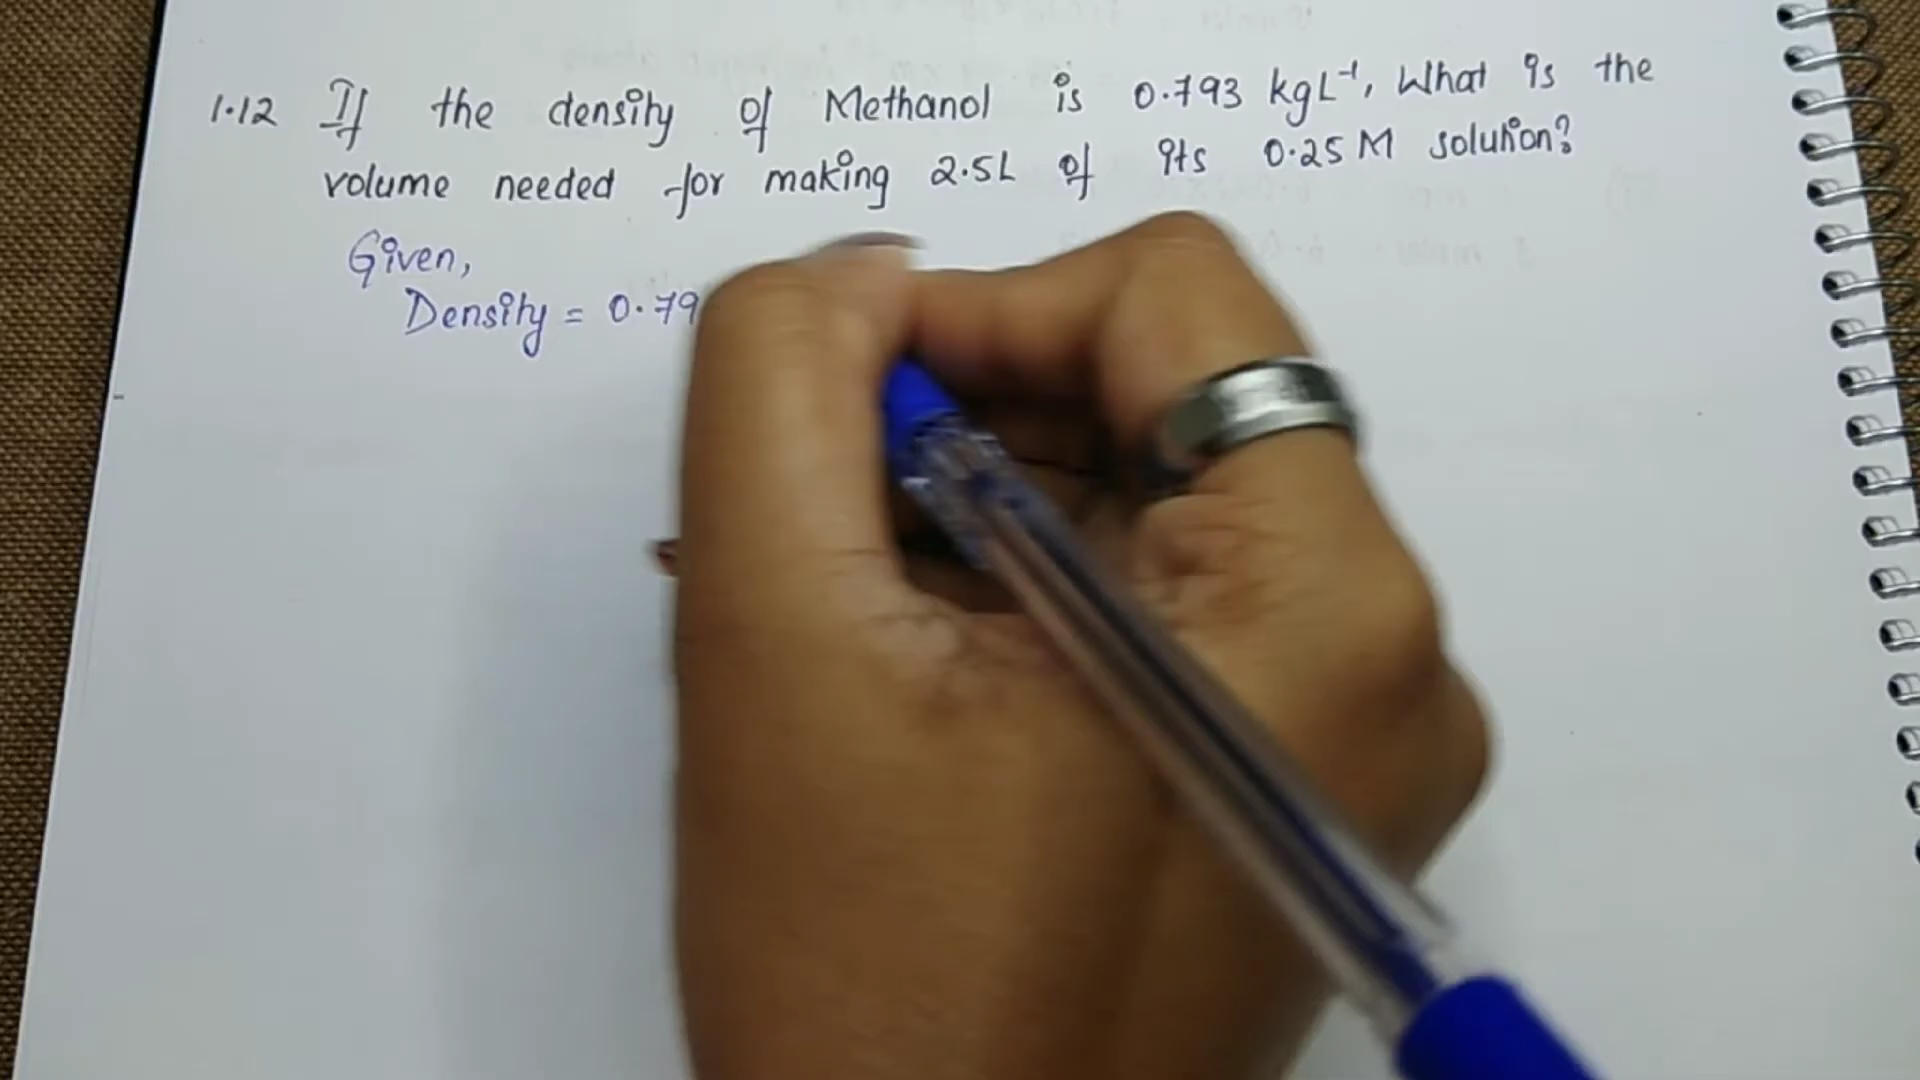 1.12 If the density of Methanol is 0.793 kgL⁻¹, What is the
volume needed for making 2.5L of its 0.25 M solution?
Given,
Density = 0.79